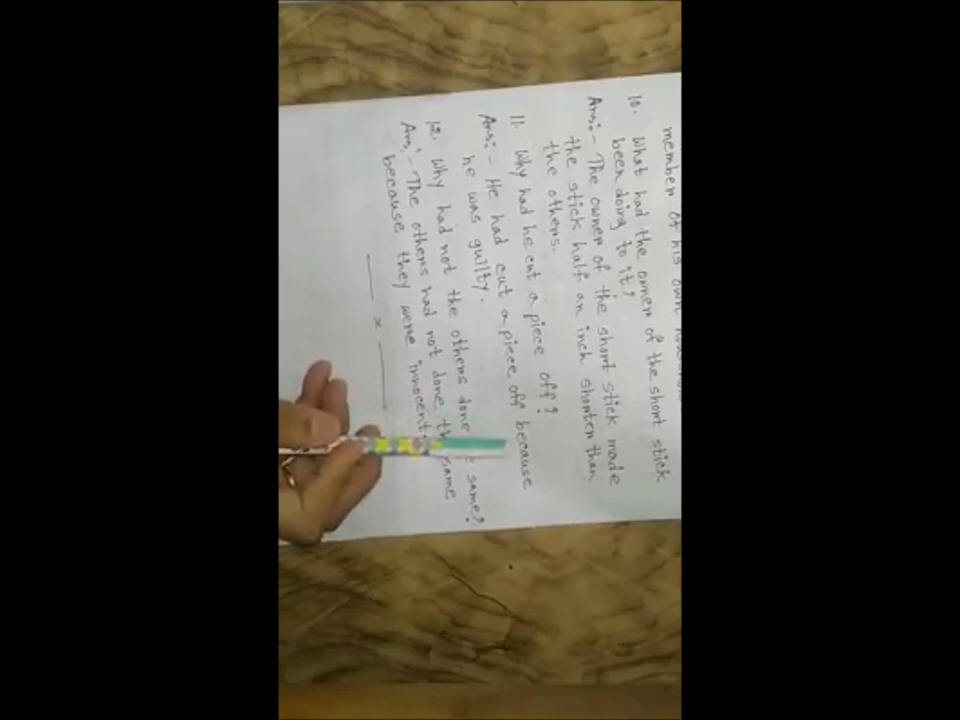 member of his own
10. What had the owner of the short stick
been doing to it?
Ans:- The owner of the short stick made
the stick half an inch shorter than
the others.
11. Why had he cut a piece off?
Ans:- He had cut a piece off because
he was guilty.
12. Why had not the others done same?
Ans:- The others had not done same
because they were innocent.
x